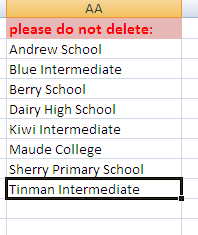 AA
please do not delete:
Andrew School
Blue Intermediate
Berry School
Dairy High School
Kiwi Intermediate
Maude College
Sherry Primary School
Tinman Intermediate